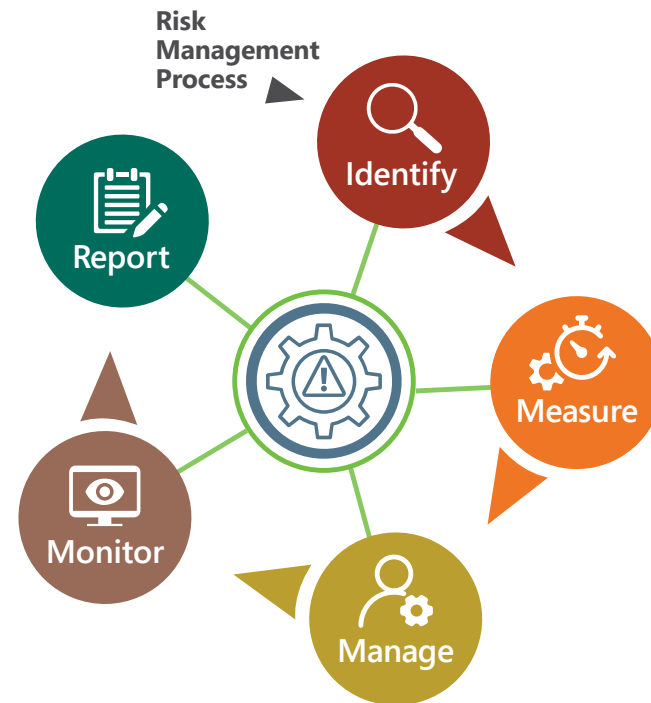 Risk
Management
Process
Identify
Measure
Manage
Monitor
Report